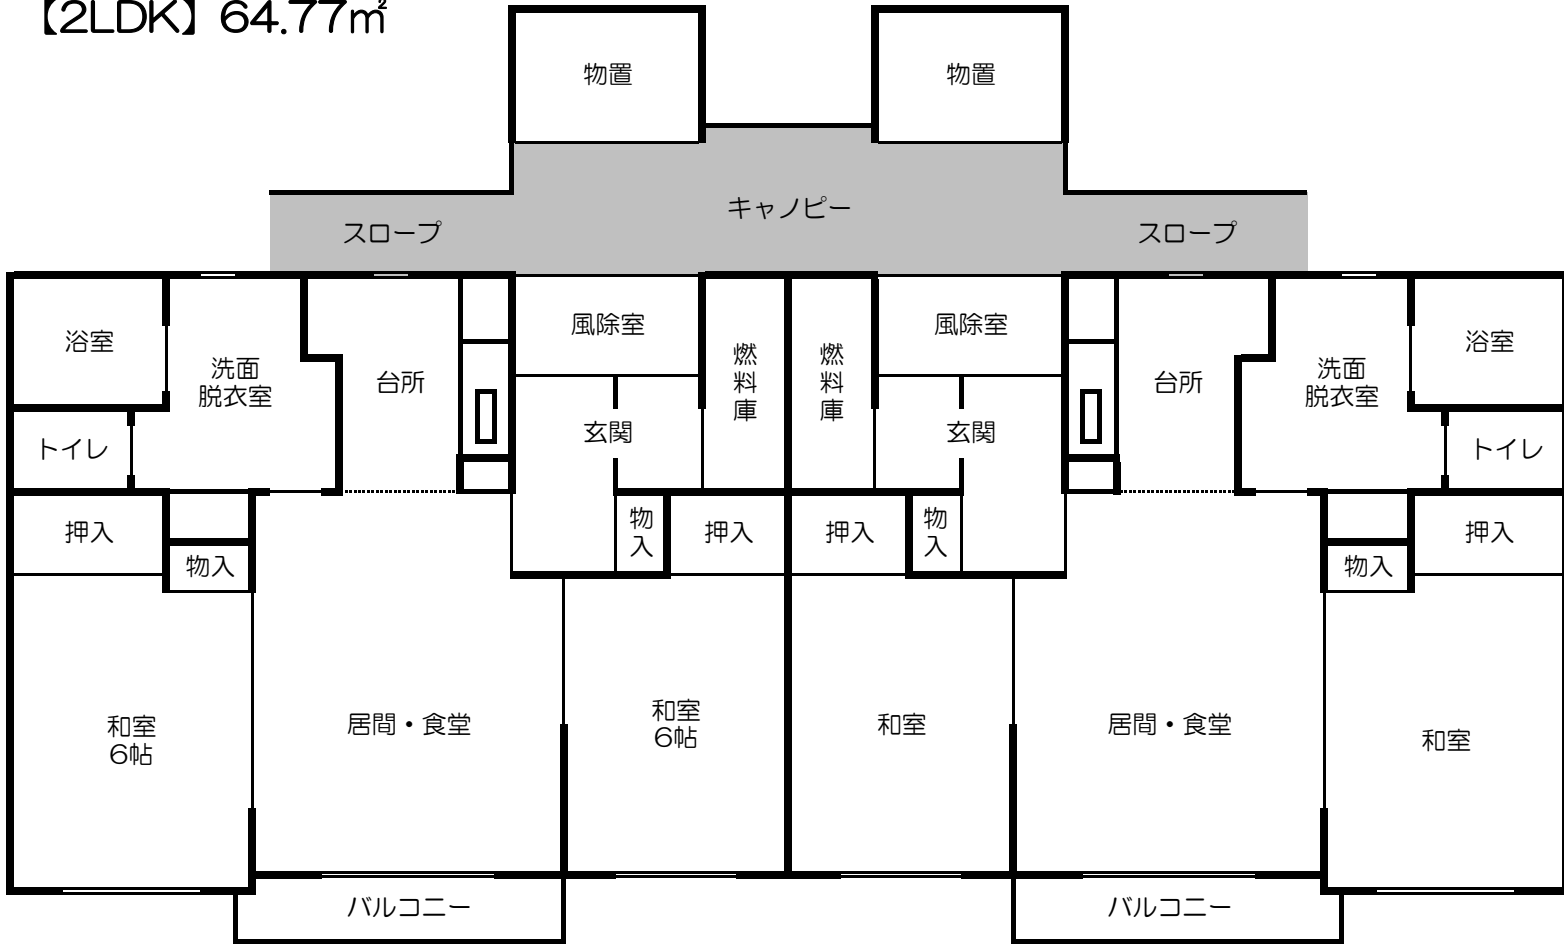 【2LDK】64.77㎡
物置
物置
キャノピー
スロープ
スロープ
風除室
風除室
浴室
洗面
脱衣室
台所
燃料庫
燃料庫
台所
洗面
脱衣室
浴室
トイレ
玄関
玄関
トイレ
押入
物入
物入
押入
押入
物入
物入
押入
和室
6帖
居間・食堂
和室
6帖
和室
居間・食堂
和室
バルコニー
バルコニー